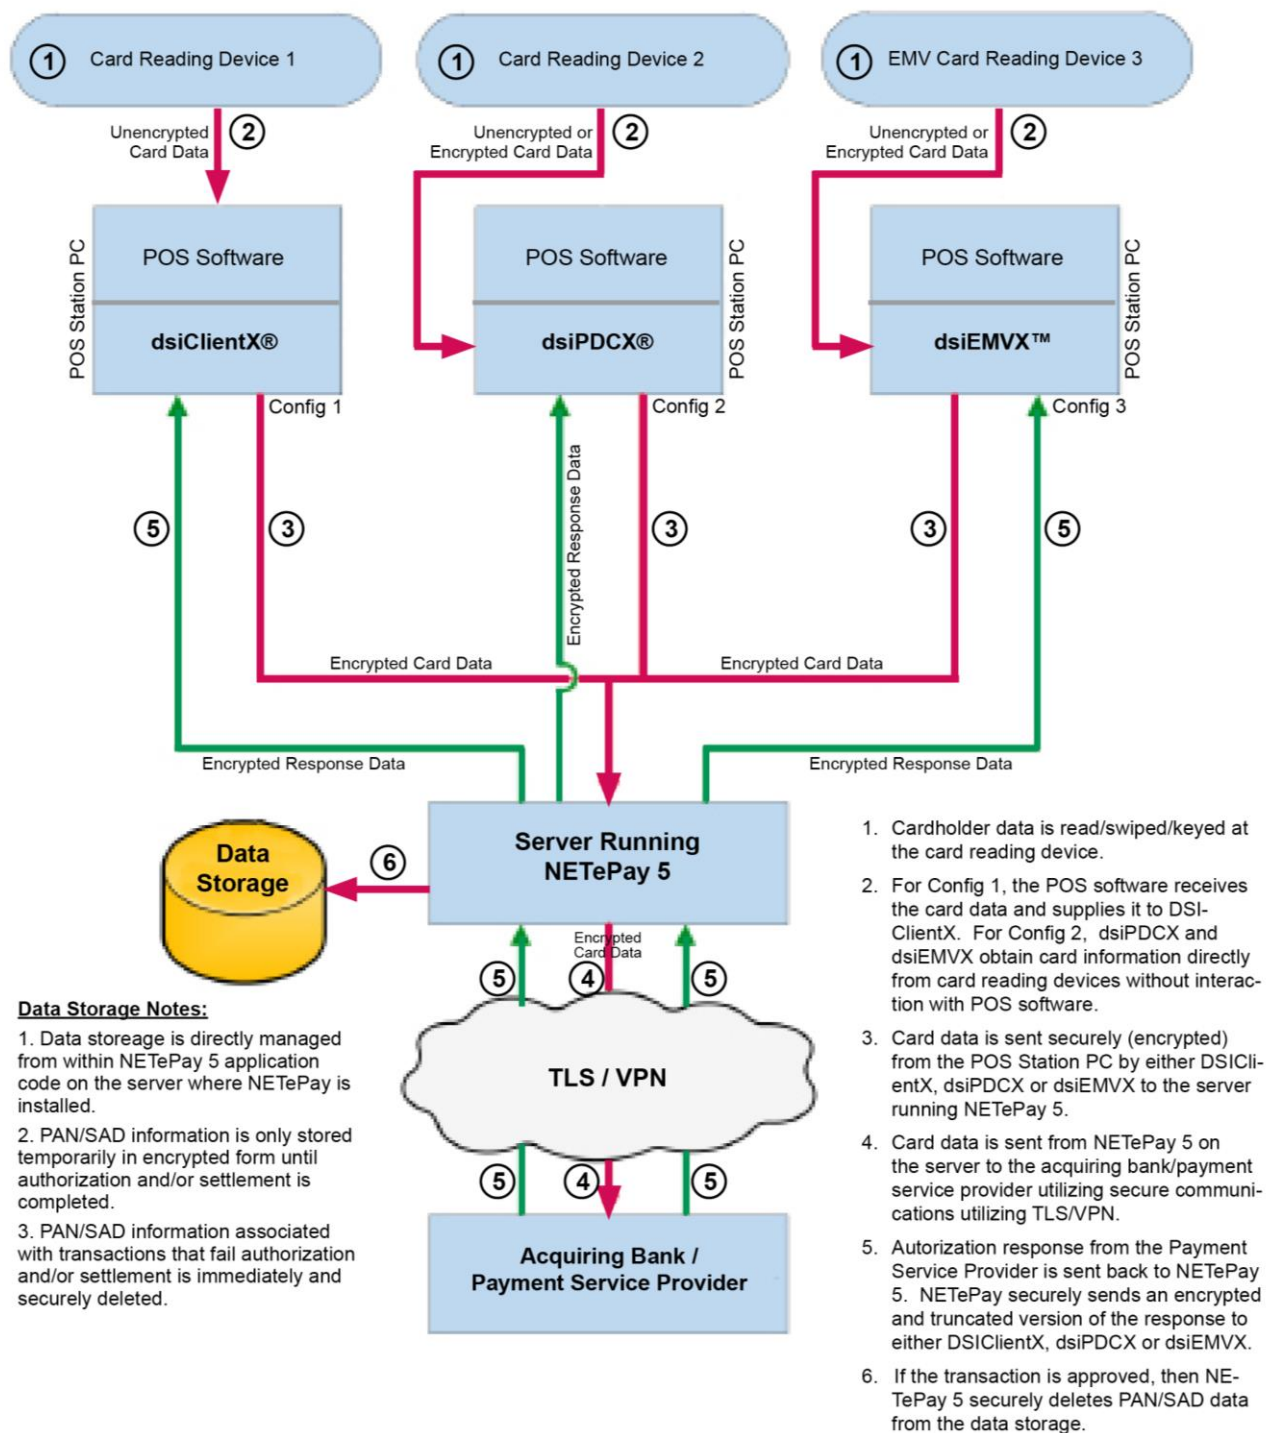 1 Card Reading Device 1
1 Card Reading Device 2
1 EMV Card Reading Device 3
Unencrypted
Card Data
2
Unencrypted or
Encrypted Card Data
2
Unencrypted or
Encrypted Card Data
2
POS Station PC
POS Software
dsiClientX®
Config 1
POS Software
dsiPDCX®
POS Station PC
Config 2
POS Software
dsiEMVX™
POS Station PC
Config 3
5
3
Encrypted Response Data
3
3
5
Encrypted Card Data
Encrypted Card Data
Encrypted Response Data
Encrypted Response Data
Data
Storage
6
Server Running
NETePay 5
Encrypted
Card Data
5
4
5
TLS / VPN
5
4
5
Acquiring Bank /
Payment Service Provider
Data Storage Notes:
1. Data storeage is directly managed
from within NETePay 5 application
code on the server where NETePay is
installed.
2. PAN/SAD information is only stored
temporarily in encrypted form until
authorization and/or settlement is
completed.
3. PAN/SAD information associated
with transactions that fail authorization
and/or settlement is immediately and
securely deleted.
1. Cardholder data is read/swiped/keyed at
the card reading device.
2. For Config 1, the POS software receives
the card data and supplies it to DSI-
ClientX. For Config 2, dsiPDCX and
dsiEMVX obtain card information directly
from card reading devices without interac-
tion with POS software.
3. Card data is sent securely (encrypted)
from the POS Station PC by either DSICli-
entX, dsiPDCX or dsiEMVX to the server
running NETePay 5.
4. Card data is sent from NETePay 5 on
the server to the acquiring bank/payment
service provider utilizing secure communi-
cations utilizing TLS/VPN.
5. Autorization response from the Payment
Service Provider is sent back to NETePay
5. NETePay securely sends an encrypted
and truncated version of the response to
either DSIClientX, dsiPDCX or dsiEMVX.
6. If the transaction is approved, then NE-
TePay 5 securely deletes PAN/SAD data
from the data storage.